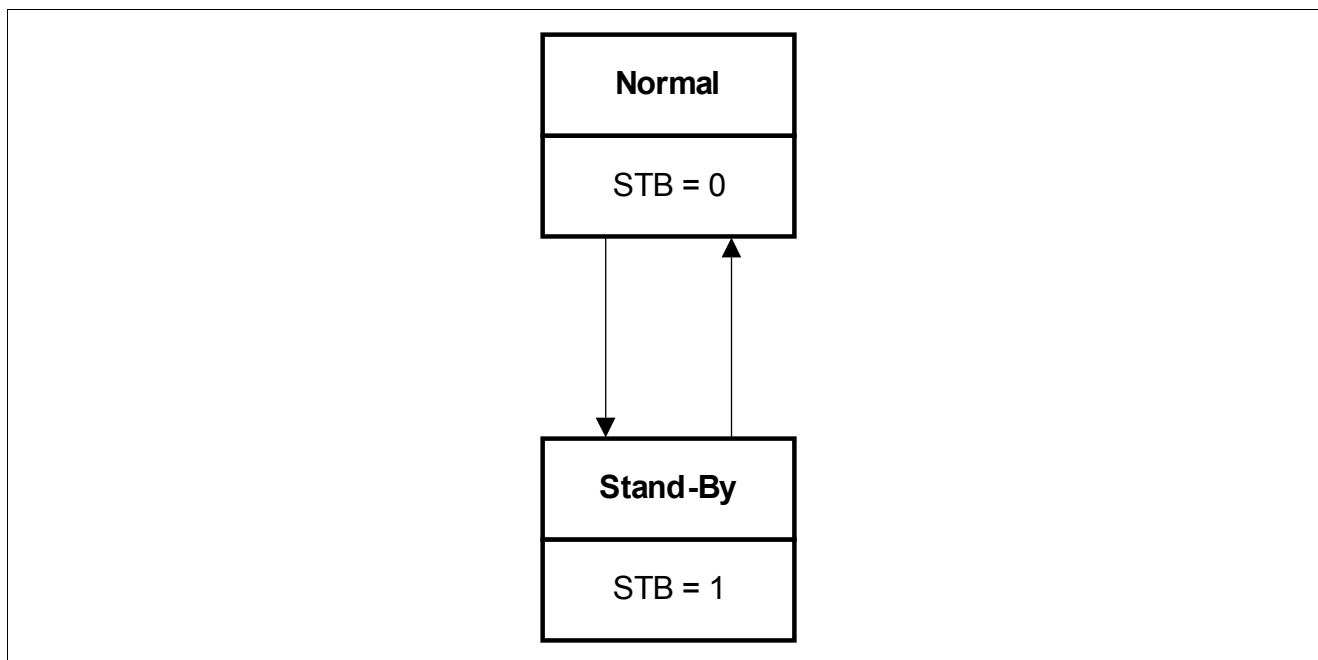 Normal
STB = 0
Stand-By
STB = 1